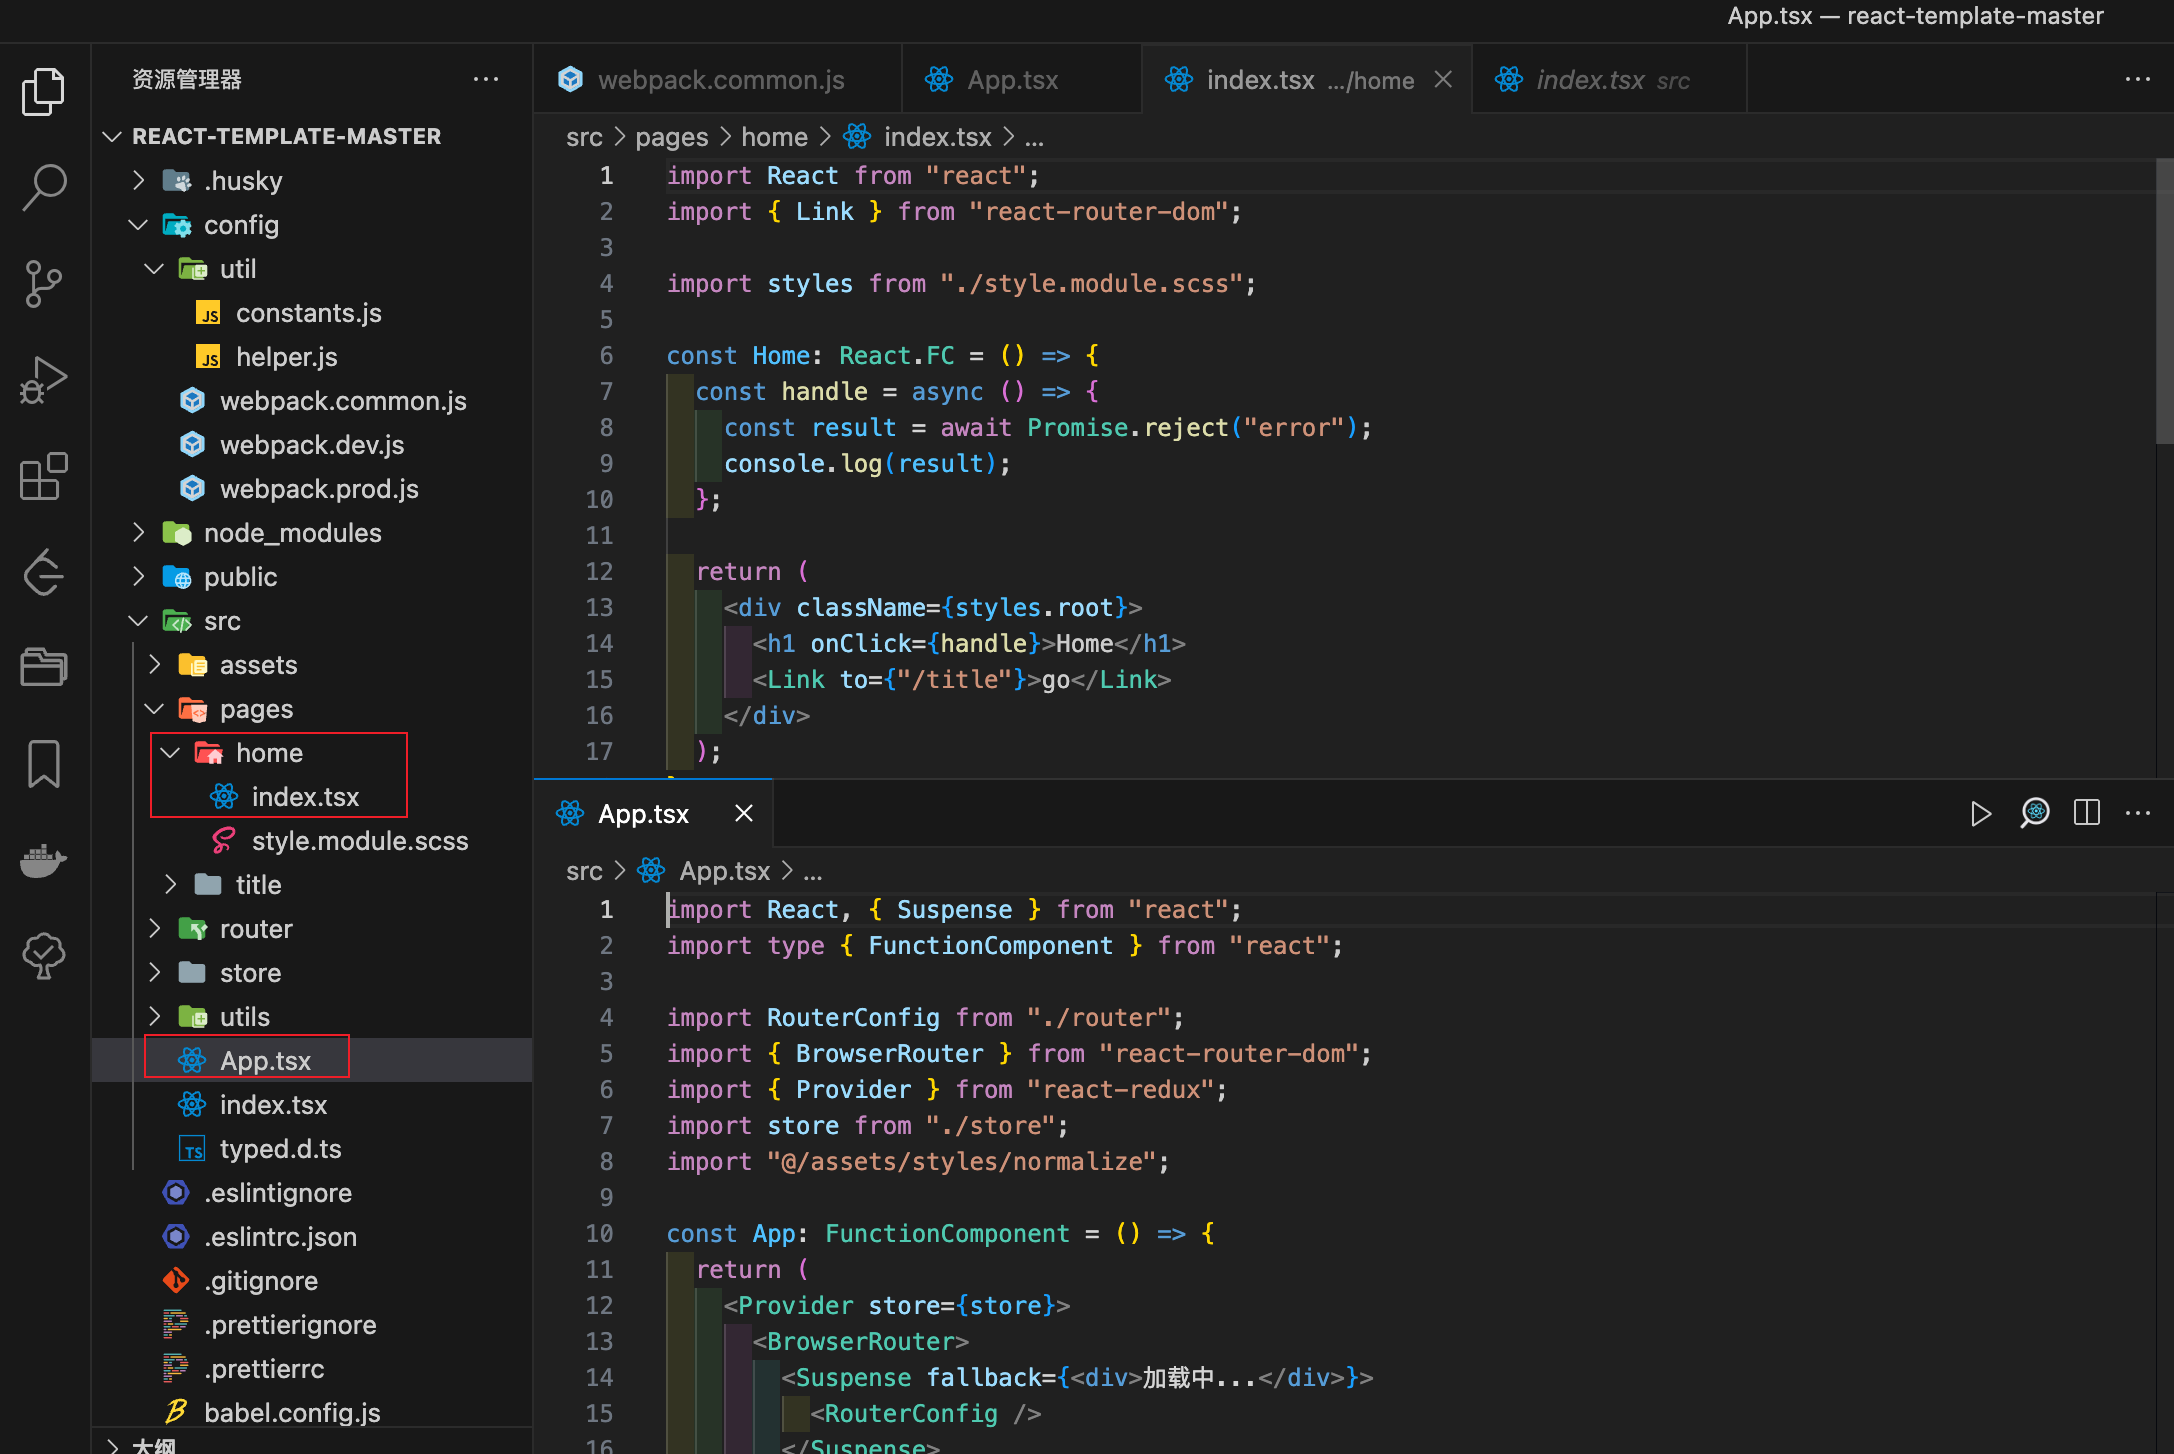 App.tsx — react-template-master
资源管理器
REACT-TEMPLATE-MASTER
.husky
config
util
constants.js
helper.js
webpack.common.js
webpack.dev.js
webpack.prod.js
node_modules
public
src
assets
pages
home
index.tsx
style.module.scss
title
router
store
utils
App.tsx
index.tsx
typed.d.ts
.eslintignore
.eslintrc.json
.gitignore
.prettierignore
.prettierrc
babel.config.js
大纲
webpack.common.js App.tsx index.tsx .../home index.tsx src
src > pages > home > index.tsx > ...
1 import React from "react";
2 import { Link } from "react-router-dom";
3
4 import styles from "./style.module.scss";
5
6 const Home: React.FC = () => {
7 const handle = async () => {
8 const result = await Promise.reject("error");
9 console.log(result);
10 };
11
12 return (
13 <div className={styles.root}>
14 <h1 onClick={handle}>Home</h1>
15 <Link to={"/title"}>go</Link>
16 </div>
17 );
App.tsx
src > App.tsx > ...
1 import React, { Suspense } from "react";
2 import type { FunctionComponent } from "react";
3
4 import RouterConfig from "./router";
5 import { BrowserRouter } from "react-router-dom";
6 import { Provider } from "react-redux";
7 import store from "./store";
8 import "@/assets/styles/normalize";
9
10 const App: FunctionComponent = () => {
11 return (
12 <Provider store={store}>
13 <BrowserRouter>
14 <Suspense fallback={<div>加载中...</div>}>
15 <RouterConfig />
16 </Suspense>